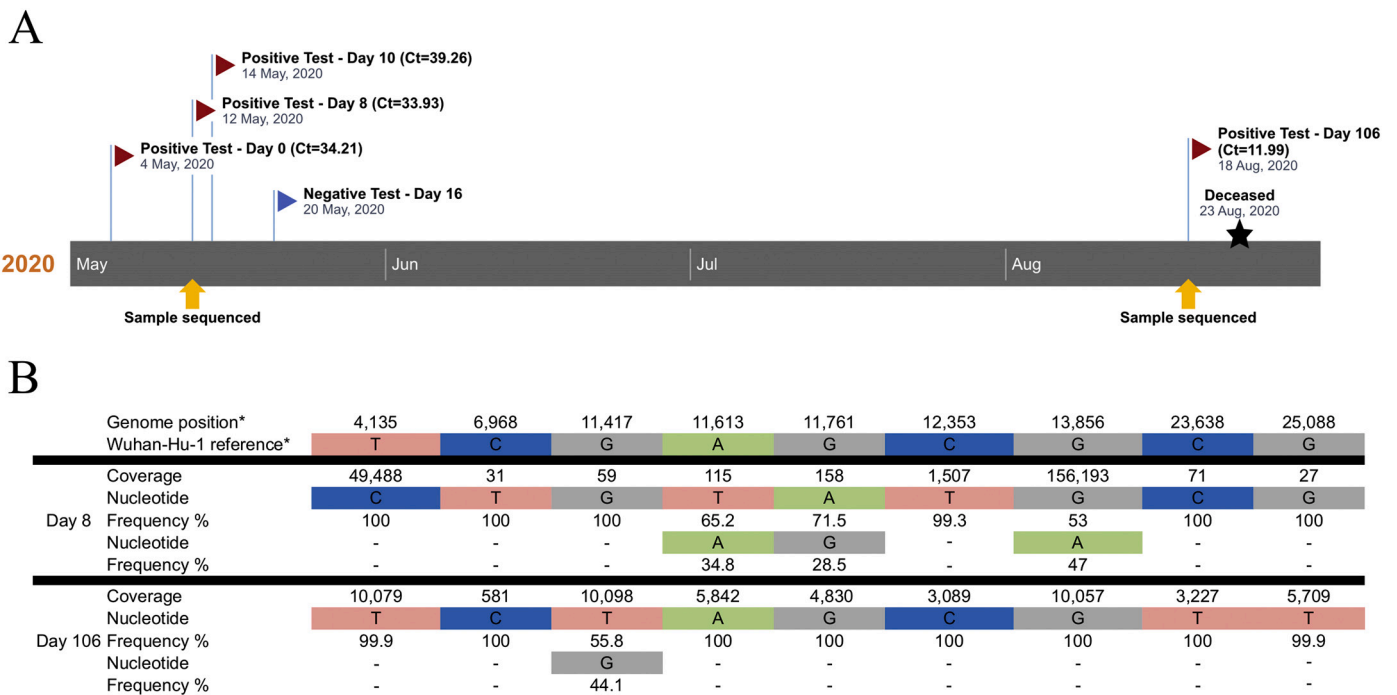 A
Positive Test - Day 10 (Ct=39.26)
14 May, 2020
Positive Test - Day 8 (Ct=33.93)
12 May, 2020
Positive Test - Day 0 (Ct=34.21)
4 May, 2020
Negative Test - Day 16
20 May, 2020
Positive Test - Day 106
(Ct=11.99)
18 Aug, 2020
Deceased
23 Aug, 2020
2020 May Jun Jul Aug
Sample sequenced Sample sequenced
B
Genome position* 4,135 6,968 11,417 11,613 11,761 12,353 13,856 23,638 25,088
Wuhan-Hu-1 reference* T C G A G C G C G
Coverage 49,488 31 59 115 158 1,507 156,193 71 27
Nucleotide C T G T A T G C G
Day 8 Frequency % 100 100 100 65.2 71.5 99.3 53 100 100
Nucleotide - - - A G - A - -
Frequency % - - - 34.8 28.5 - 47 - -
Coverage 10,079 581 10,098 5,842 4,830 3,089 10,057 3,227 5,709
Nucleotide T C T A G C G T T
Day 106 Frequency % 99.9 100 55.8 100 100 100 100 100 99.9
Nucleotide - - G - - - - - -
Frequency % - - 44.1 - - - - - -